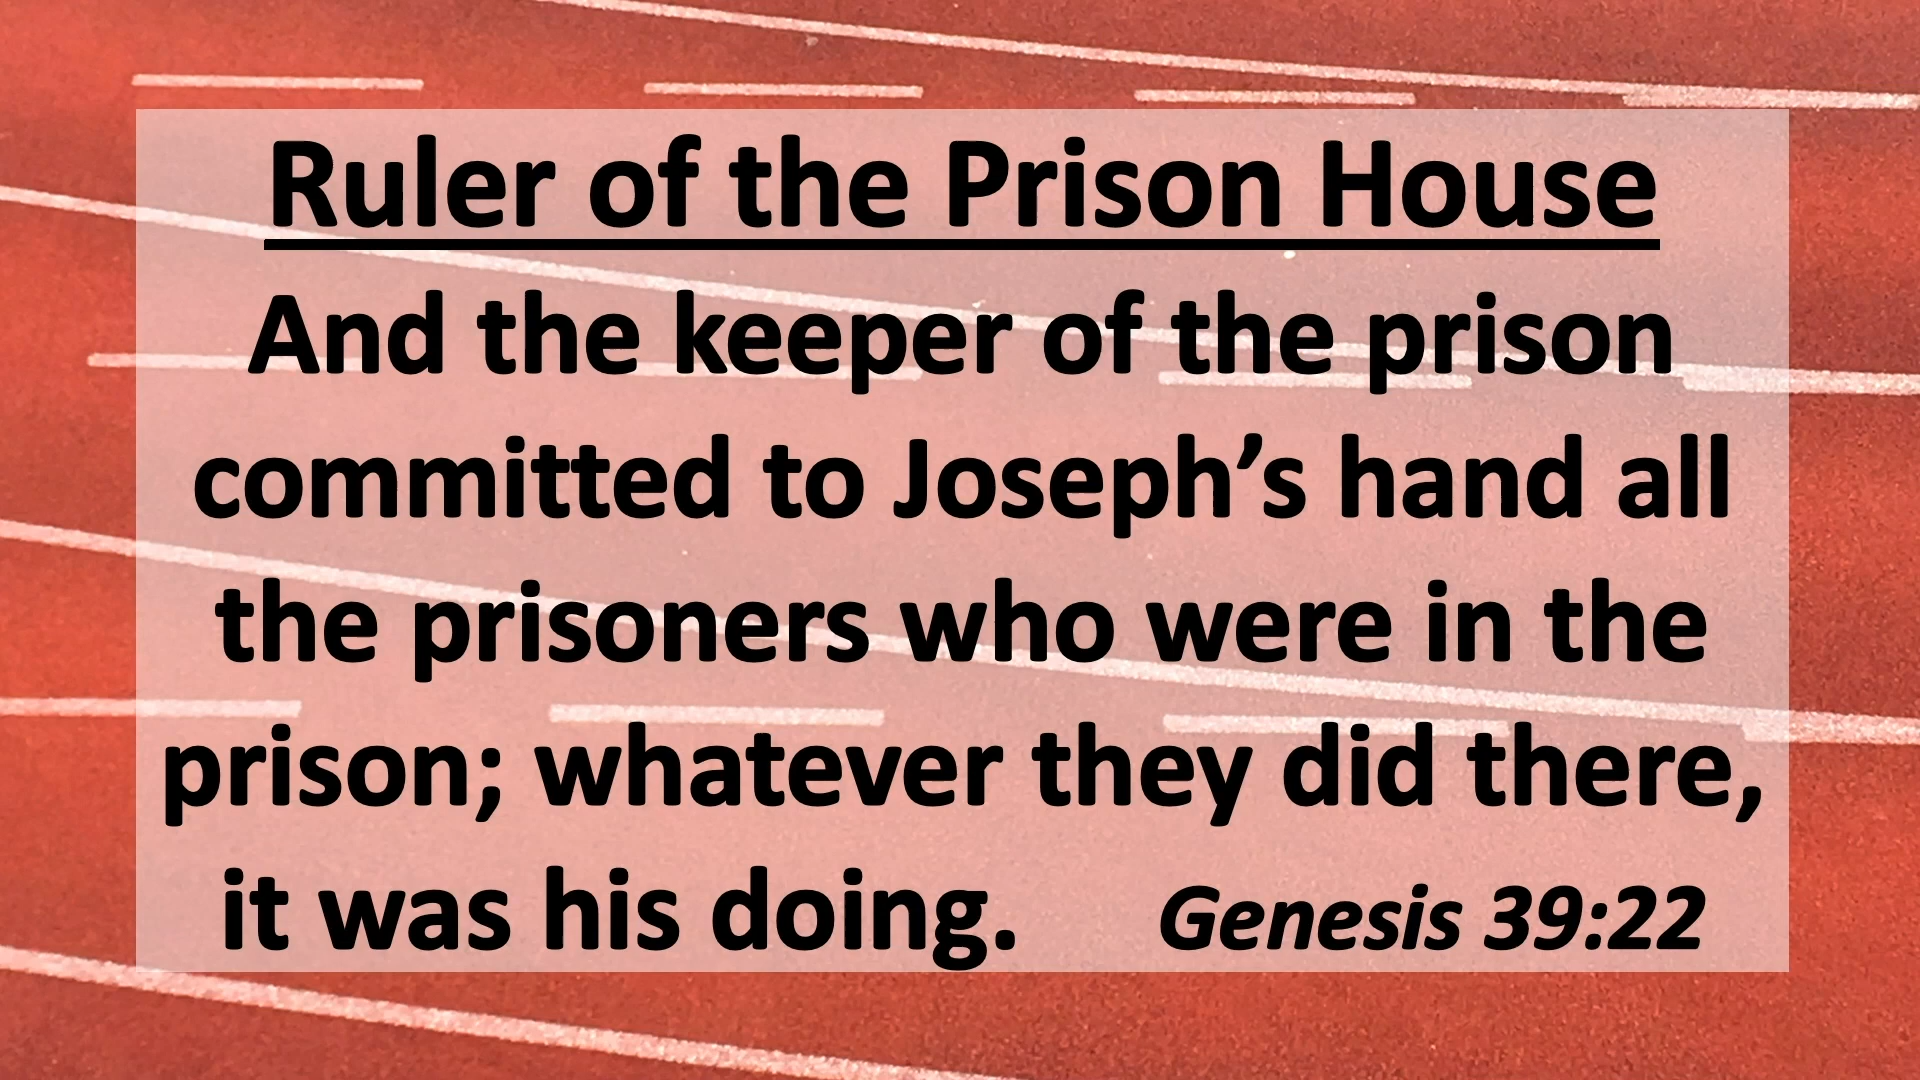 Ruler of the Prison House
And the keeper of the prison
committed to Joseph’s hand all
the prisoners who were in the
prison; whatever they did there,
it was his doing. Genesis 39:22